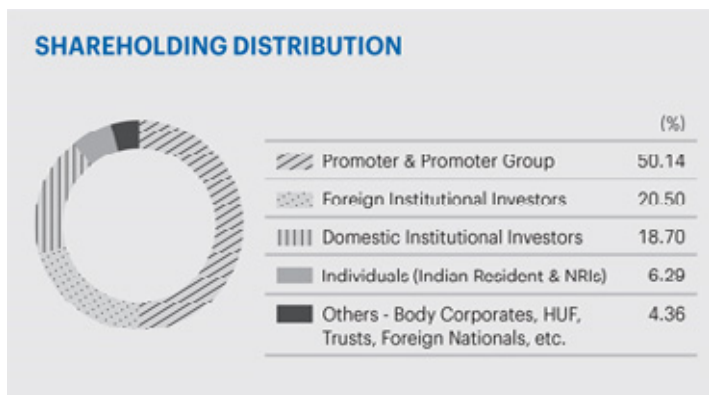 SHAREHOLDING DISTRIBUTION
(%)
Promoter & Promoter Group 50.14
Foreign Institutional Investors 20.50
Domestic Institutional Investors 18.70
Individuals (Indian Resident & NRIs) 6.29
Others - Body Corporates, HUF, 4.36
Trusts, Foreign Nationals, etc.